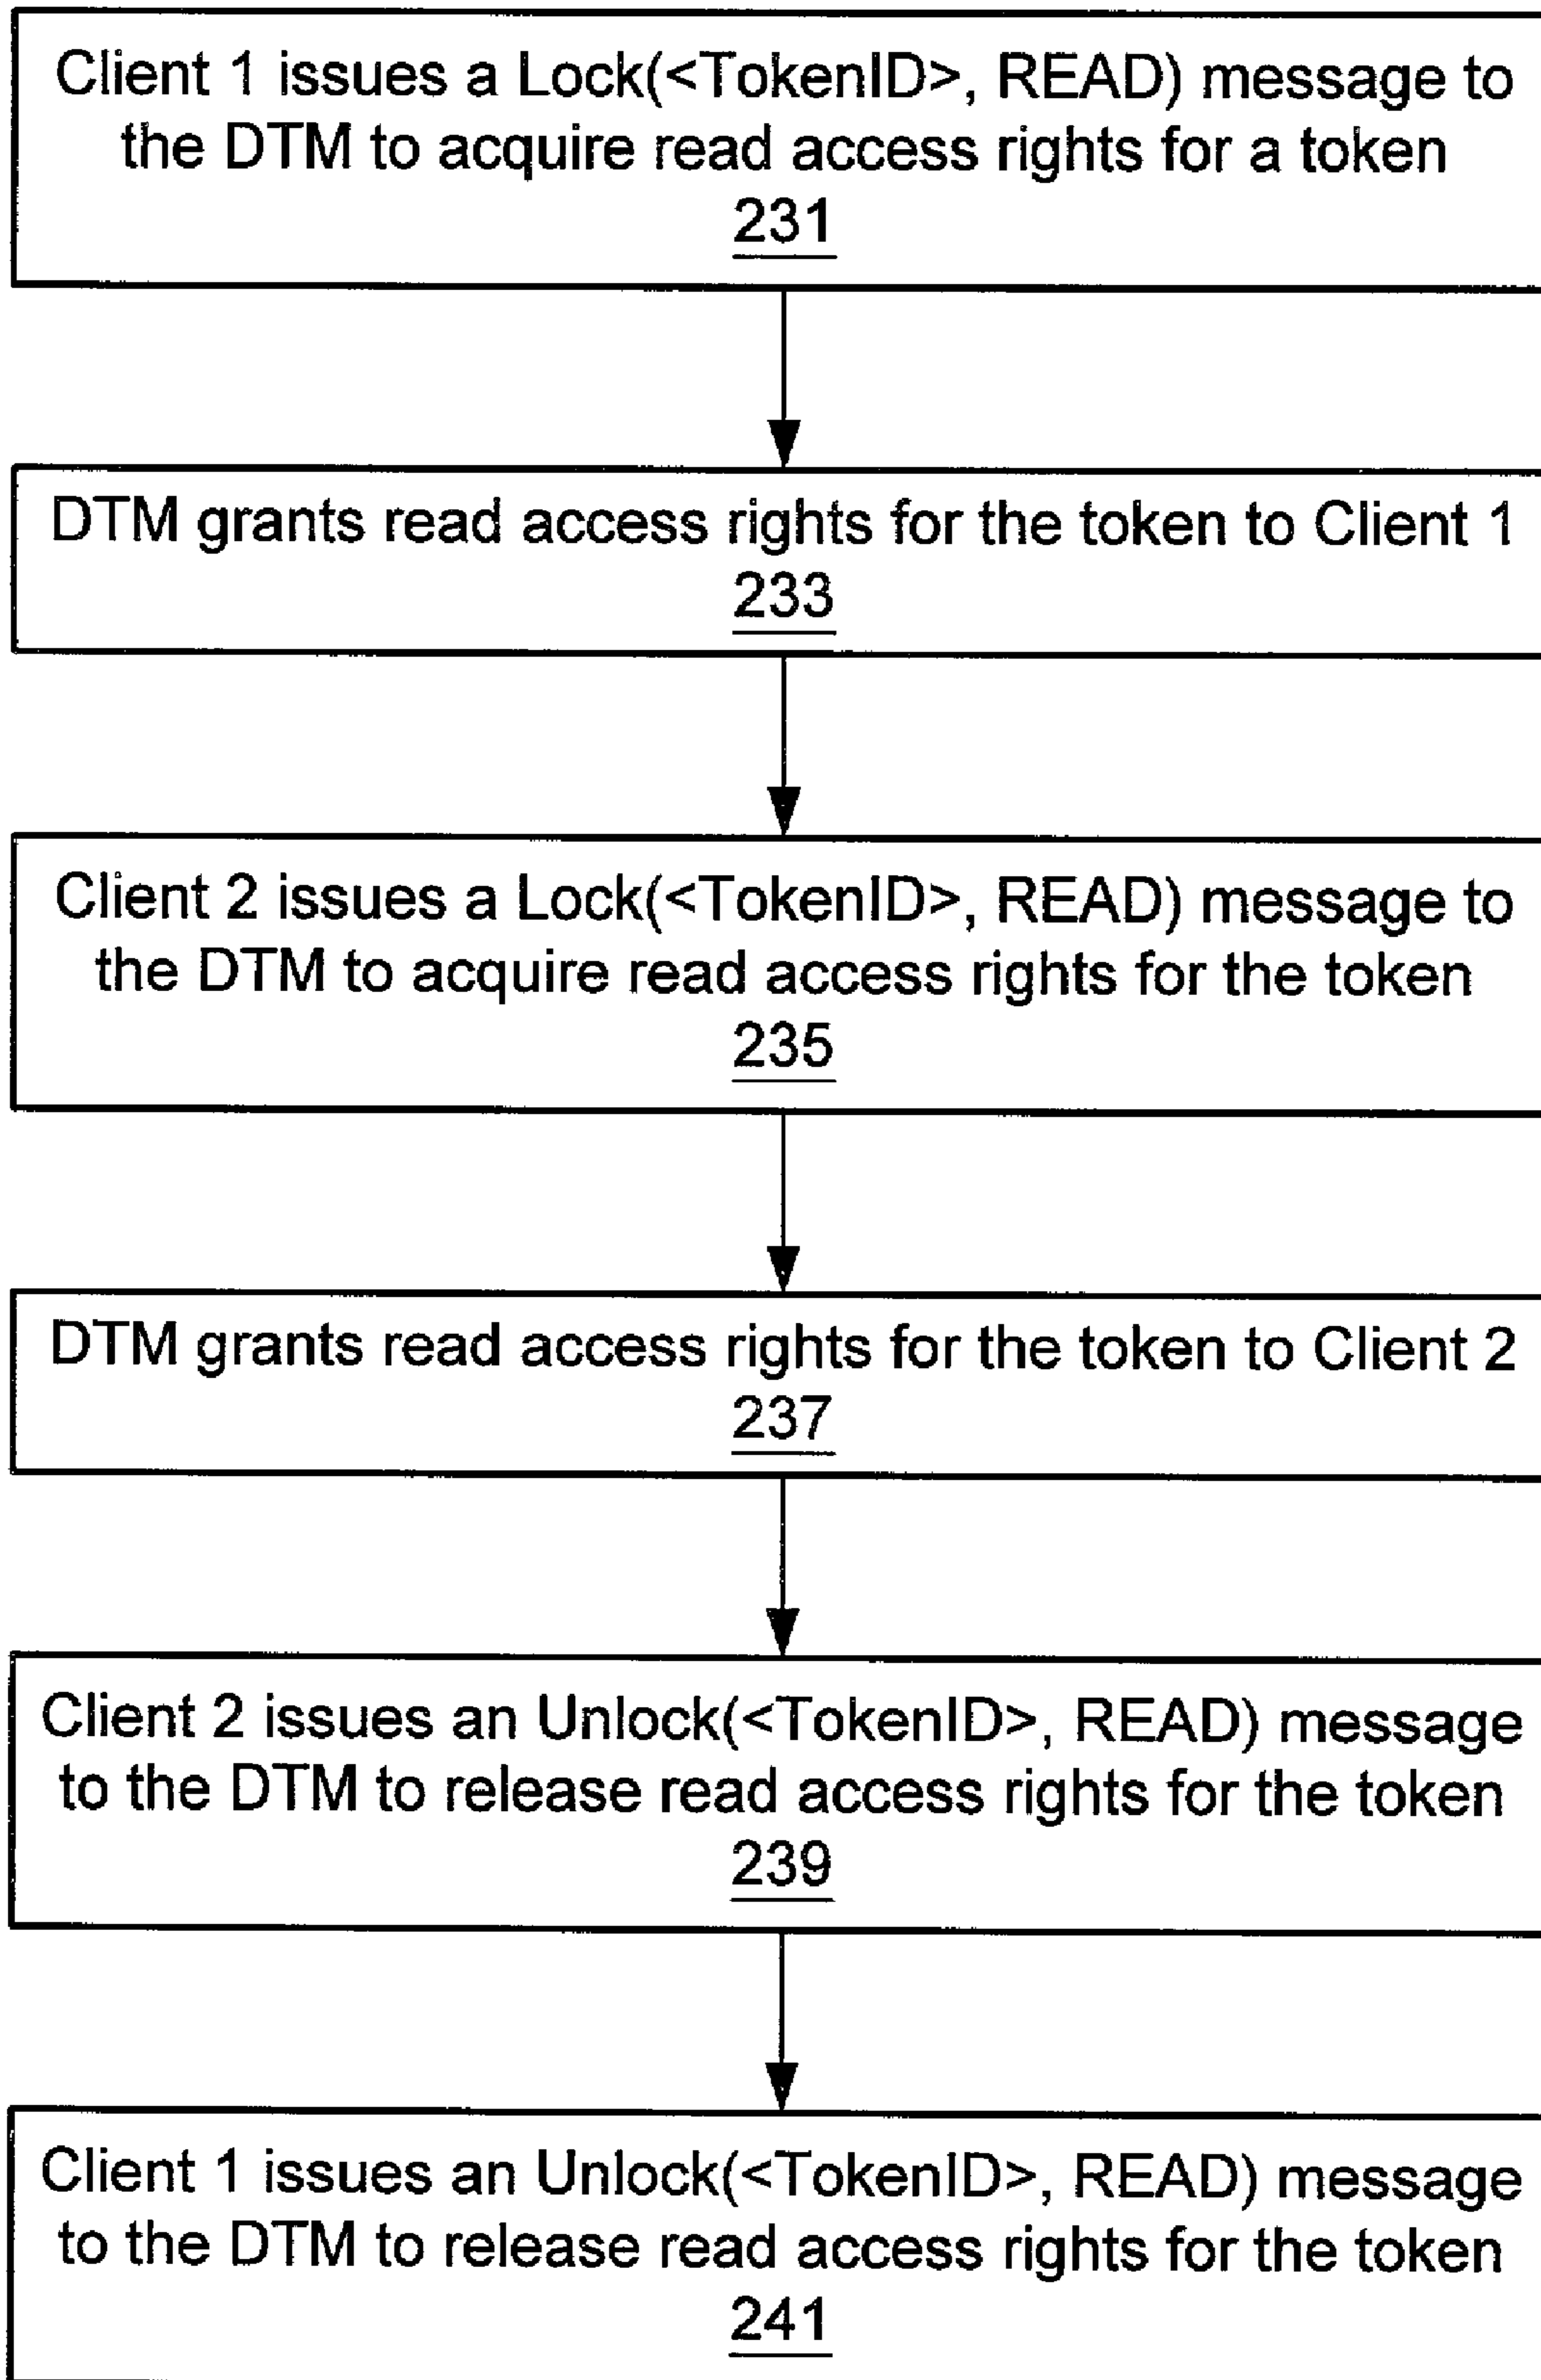 Client 1 issues a Lock(<TokenID>, READ) message to
the DTM to acquire read access rights for a token
231
DTM grants read access rights for the token to Client 1
233
Client 2 issues a Lock(<TokenID>, READ) message to
the DTM to acquire read access rights for the token
235
DTM grants read access rights for the token to Client 2
237
Client 2 issues an Unlock(<TokenID>, READ) message
to the DTM to release read access rights for the token
239
Client 1 issues an Unlock(<TokenID>, READ) message
to the DTM to release read access rights for the token
241